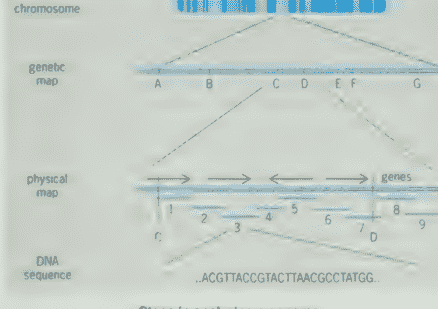 chromosome
genetic
map
A B C D E F G
physical
map
genes
1 2 3 4 5 6 7 8 9
C D
DNA
sequence
..ACGTTACCGTACTTAACGCCTATGG..